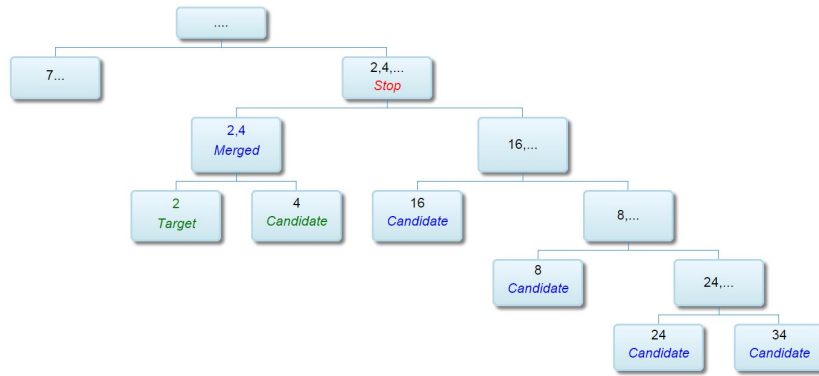 ....
7...
2,4,...
Stop
2,4
Merged
16,...
2
Target
4
Candidate
16
Candidate
8,...
8
Candidate
24,...
24
Candidate
34
Candidate